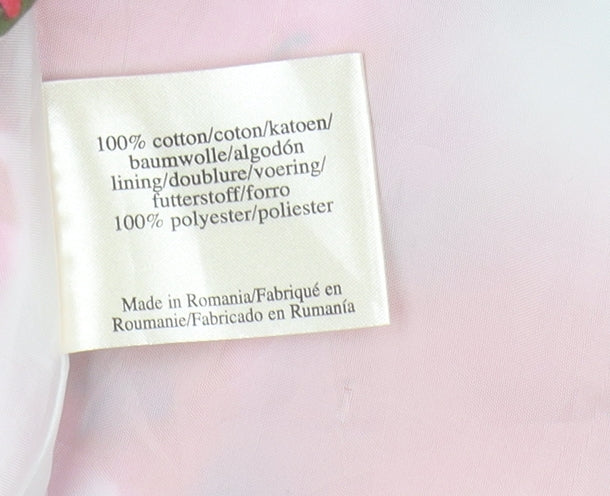 100% cotton/coton/katoen/
baumwolle/algodón
lining/doublure/voering/
futterstoff/forro
100% polyester/poliester
Made in Romania/Fabriqué en
Roumanie/Fabricado en Rumanía